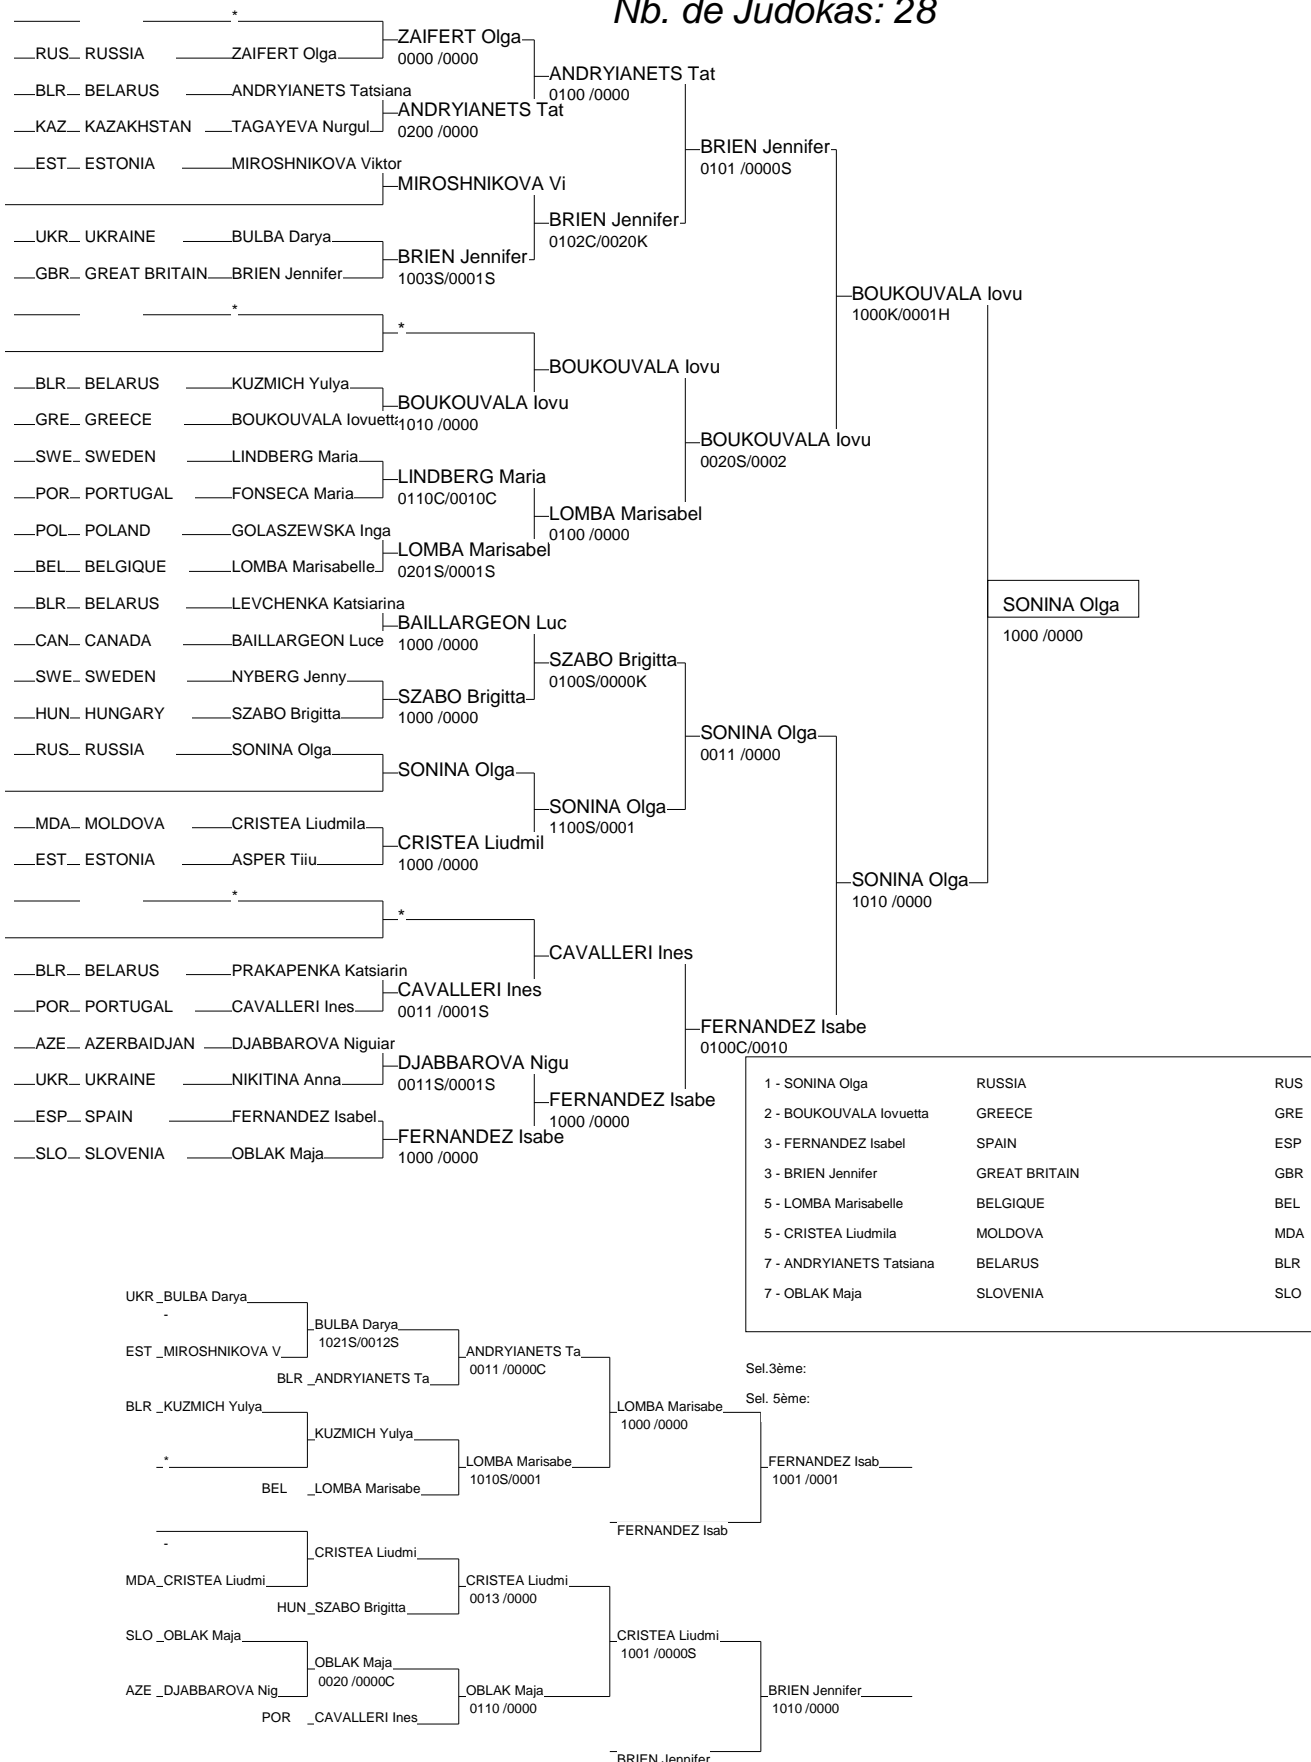 Nb. de Judokas: 28
*
RUS RUSSIA ZAIFERT Olga
BLR BELARUS ANDRYIANETS Tatsiana
KAZ KAZAKHSTAN TAGAYEVA Nurgul
EST ESTONIA MIROSHNIKOVA Viktor
UKR UKRAINE BULBA Darya
GBR GREAT BRITAIN BRIEN Jennifer
*
BLR BELARUS KUZMICH Yulya
GRE GREECE BOUKOUVALA Iovuetta
SWE SWEDEN LINDBERG Maria
POR PORTUGAL FONSECA Maria
POL POLAND GOLASZEWSKA Inga
BEL BELGIQUE LOMBA Marisabelle
BLR BELARUS LEVCHENKA Katsiarina
CAN CANADA BAILLARGEON Luce
SWE SWEDEN NYBERG Jenny
HUN HUNGARY SZABO Brigitta
RUS RUSSIA SONINA Olga
MDA MOLDOVA CRISTEA Liudmila
EST ESTONIA ASPER Tiiu
*
BLR BELARUS PRAKAPENKA Katsiarin
POR PORTUGAL CAVALLERI Ines
AZE AZERBAIDJAN DJABBAROVA Niguiar
UKR UKRAINE NIKITINA Anna
ESP SPAIN FERNANDEZ Isabel
SLO SLOVENIA OBLAK Maja
ZAIFERT Olga
0000 /0000
ANDRYIANETS Tat
0200 /0000
MIROSHNIKOVA Vi
BRIEN Jennifer
1003S/0001S
*
BOUKOUVALA Iovu
1010 /0000
LINDBERG Maria
0110C/0010C
LOMBA Marisabel
0201S/0001S
BAILLARGEON Luc
1000 /0000
SZABO Brigitta
1000 /0000
SONINA Olga
CRISTEA Liudmil
1000 /0000
*
CAVALLERI Ines
0011 /0001S
DJABBAROVA Nigu
0011S/0001S
FERNANDEZ Isabe
1000 /0000
ANDRYIANETS Tat
0100 /0000
BRIEN Jennifer
0102C/0020K
BOUKOUVALA Iovu
LOMBA Marisabel
0100 /0000
SZABO Brigitta
0100S/0000K
SONINA Olga
1100S/0001
CAVALLERI Ines
FERNANDEZ Isabe
1000 /0000
BRIEN Jennifer
0101 /0000S
BOUKOUVALA Iovu
0020S/0002
SONINA Olga
0011 /0000
FERNANDEZ Isabe
0100C/0010
BOUKOUVALA Iovu
1000K/0001H
SONINA Olga
1010 /0000
SONINA Olga
1000 /0000
1 - SONINA Olga RUSSIA RUS
2 - BOUKOUVALA Iovuetta GREECE GRE
3 - FERNANDEZ Isabel SPAIN ESP
3 - BRIEN Jennifer GREAT BRITAIN GBR
5 - LOMBA Marisabelle BELGIQUE BEL
5 - CRISTEA Liudmila MOLDOVA MDA
7 - ANDRYIANETS Tatsiana BELARUS BLR
7 - OBLAK Maja SLOVENIA SLO
Sel.3ème:
Sel. 5ème:
UKR BULBA Darya
-
EST MIROSHNIKOVA V
BULBA Darya
1021S/0012S
BLR ANDRYIANETS Ta
ANDRYIANETS Ta
0011 /0000C
BLR KUZMICH Yulya
*
KUZMICH Yulya
BEL LOMBA Marisabe
LOMBA Marisabe
1010S/0001
LOMBA Marisabe
1000 /0000
FERNANDEZ Isab
FERNANDEZ Isab
1001 /0001
-
MDA CRISTEA Liudmi
CRISTEA Liudmi
HUN SZABO Brigitta
CRISTEA Liudmi
0013 /0000
SLO OBLAK Maja
AZE DJABBAROVA Nig
OBLAK Maja
0020 /0000C
POR CAVALLERI Ines
OBLAK Maja
0110 /0000
CRISTEA Liudmi
1001 /0000S
BRIEN Jennifer
BRIEN Jennifer
1010 /0000